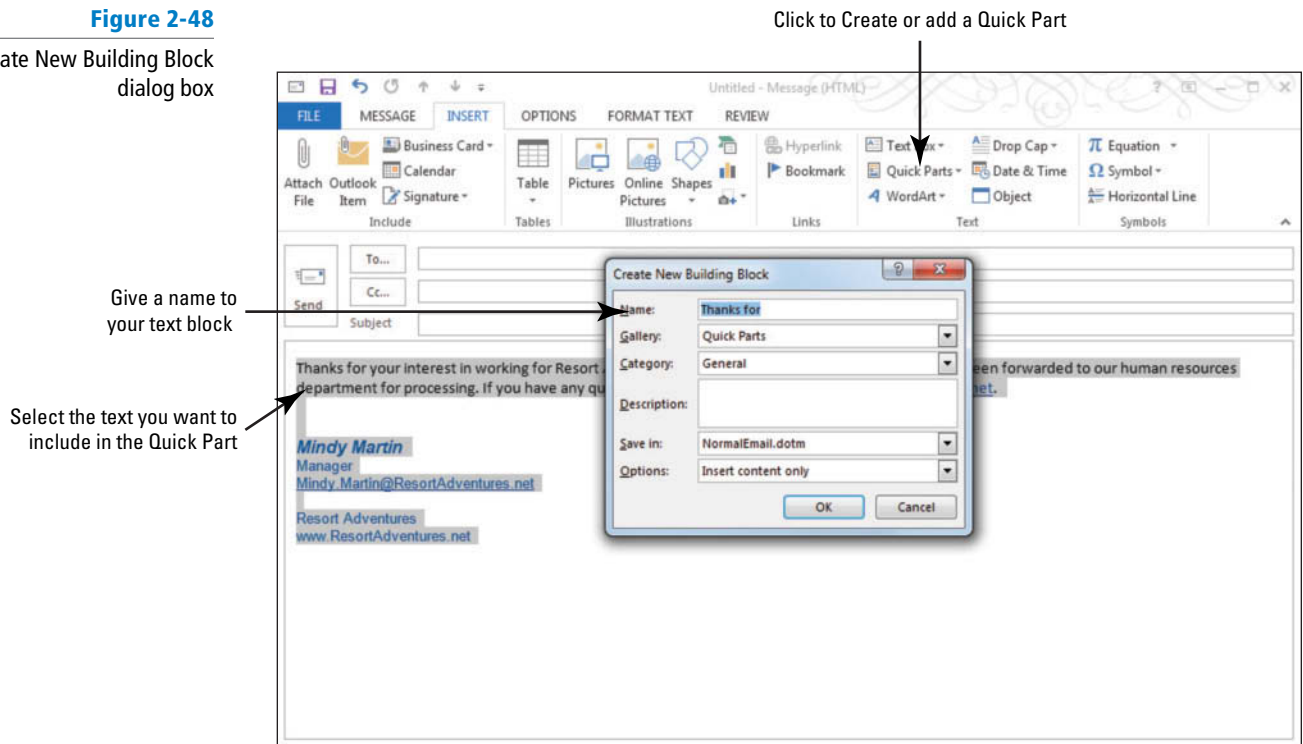 Figure 2-48
ate New Building Block
dialog box
Click to Create or add a Quick Part
Untitled - Message (HTML)
FILE MESSAGE INSERT OPTIONS FORMAT TEXT REVIEW
Attach File
Outlook Item
Business Card
Calendar
Signature
Include
Table
Tables
Pictures
Online Pictures
Shapes
Illustrations
Hyperlink
Bookmark
Links
Text Box
Quick Parts
WordArt
Drop Cap
Date & Time
Object
Text
π Equation
Ω Symbol
Horizontal Line
Symbols
Send
To...
Cc...
Subject
Give a name to
your text block
Select the text you want to
include in the Quick Part
Thanks for your interest in working for Resort een forwarded to our human resources
department for processing. If you have any qu net.
Mindy Martin
Manager
Mindy.Martin@ResortAdventures.net
Resort Adventures
www.ResortAdventures.net
Create New Building Block
Name: Thanks for
Gallery: Quick Parts
Category: General
Description:
Save in: NormalEmail.dotm
Options: Insert content only
OK Cancel